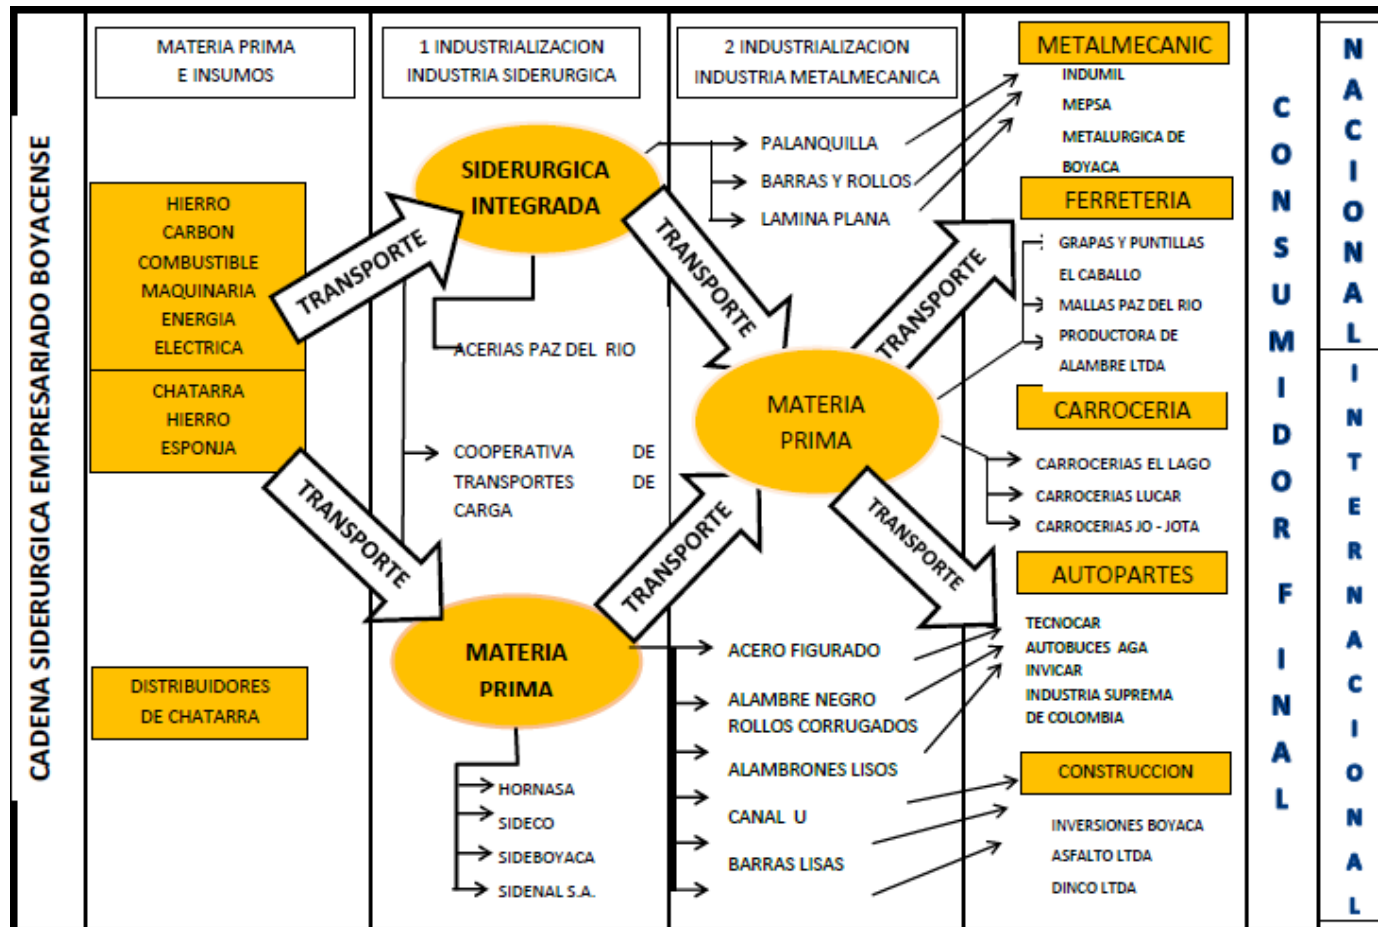 CADENA SIDERURGICA EMPRESARIADO BOYACENSE
MATERIA PRIMA
E INSUMOS
HIERRO
CARBON
COMBUSTIBLE
MAQUINARIA
ENERGIA
ELECTRICA
CHATARRA
HIERRO
ESPONJA
DISTRIBUIDORES
DE CHATARRA
TRANSPORTE
TRANSPORTE
1 INDUSTRIALIZACION
INDUSTRIA SIDERURGICA
SIDERURGICA
INTEGRADA
ACERIAS PAZ DEL RIO
COOPERATIVA DE
TRANSPORTES DE
CARGA
MATERIA
PRIMA
HORNASA
SIDECO
SIDEBOYACA
SIDENAL S.A.
TRANSPORTE
TRANSPORTE
2 INDUSTRIALIZACION
INDUSTRIA METALMECANICA
PALANQUILLA
BARRAS Y ROLLOS
LAMINA PLANA
MATERIA
PRIMA
ACERO FIGURADO
ALAMBRE NEGRO
ROLLOS CORRUGADOS
ALAMBRONES LISOS
CANAL U
BARRAS LISAS
TRANSPORTE
TRANSPORTE
METALMECANIC
INDUMIL
MEPSA
METALURGICA DE
BOYACA
FERRETERIA
GRAPAS Y PUNTILLAS
EL CABALLO
MALLAS PAZ DEL RIO
PRODUCTORA DE
ALAMBRE LTDA
CARROCERIA
CARROCERIAS EL LAGO
CARROCERIAS LUCAR
CARROCERIAS JO - JOTA
AUTOPARTES
TECNOCAR
AUTOBUCES AGA
INVICAR
INDUSTRIA SUPREMA
DE COLOMBIA
CONSTRUCCION
INVERSIONES BOYACA
ASFALTO LTDA
DINCO LTDA
CONSUMIDOR FINAL
NACIONAL
INTERNACIONAL